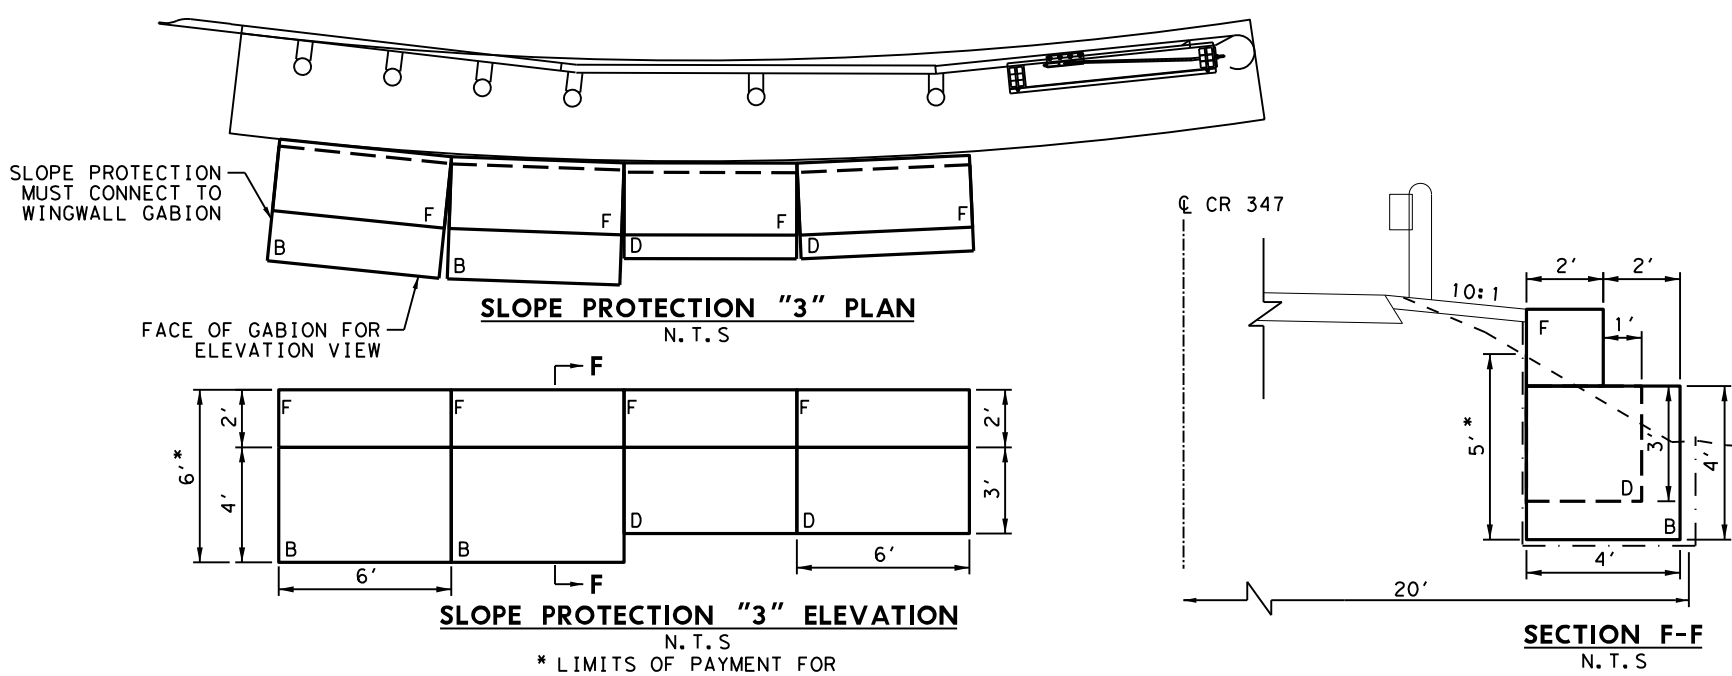 SLOPE PROTECTION
MUST CONNECT TO
WINGWALL GABION
F
F
F
F
B
B
D
D
FACE OF GABION FOR
ELEVATION VIEW
SLOPE PROTECTION "3" PLAN
N.T.S
F
F
F
F
F
B
B
D
D
F
6'*
2'
4'
2'
3'
6'
6'
SLOPE PROTECTION "3" ELEVATION
N.T.S
* LIMITS OF PAYMENT FOR
℄ CR 347
10:1
2'
2'
1'
F
5'*
3'
4'
D
B
4'
20'
SECTION F-F
N.T.S